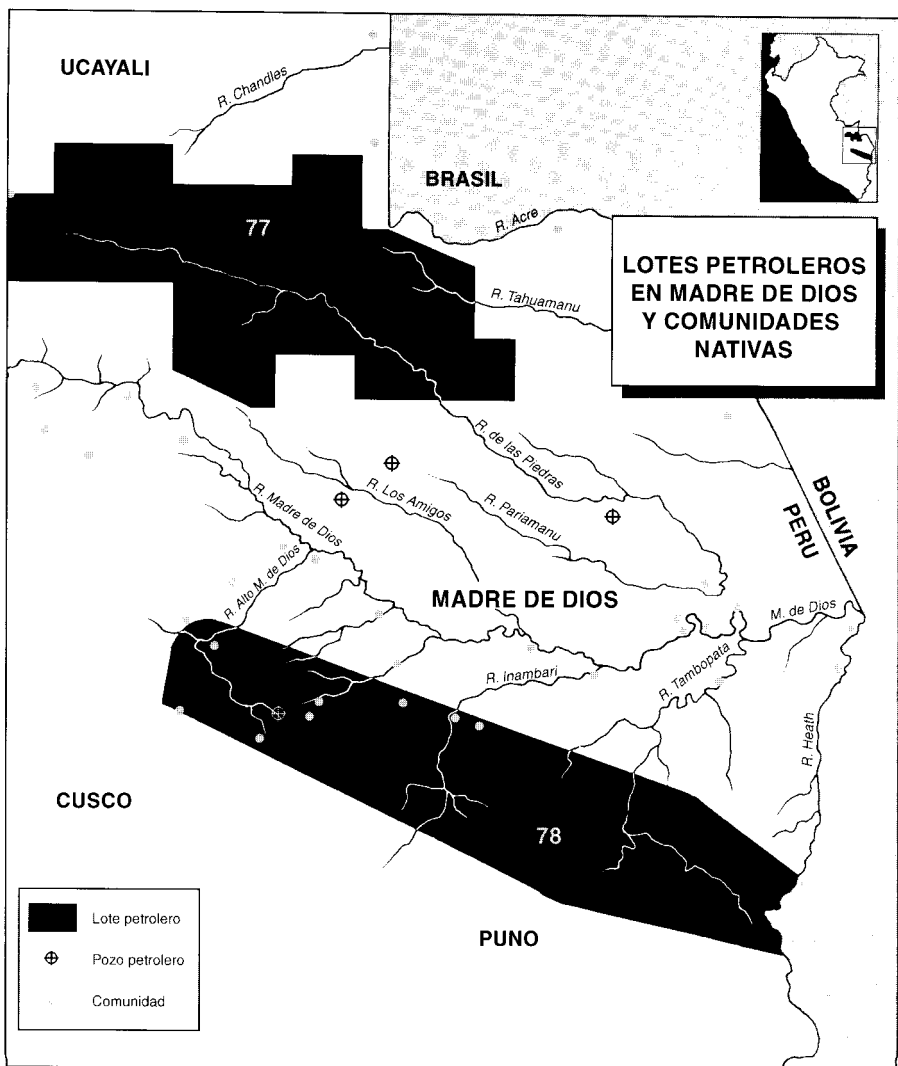 UCAYALI
R. Chandles
BRASIL
R. Acre
77
LOTES PETROLEROS
EN MADRE DE DIOS
Y COMUNIDADES
NATIVAS
R. Tahuamanu
R. de las Piedras
R. Los Amigos
R. Pariamanu
R. Madre de Dios
BOLIVIA
PERU
R. Alto M. de Dios
MADRE DE DIOS
M. de Dios
R. Inambari
R. Tambopata
R. Heath
CUSCO
78
PUNO
Lote petrolero
Pozo petrolero
Comunidad